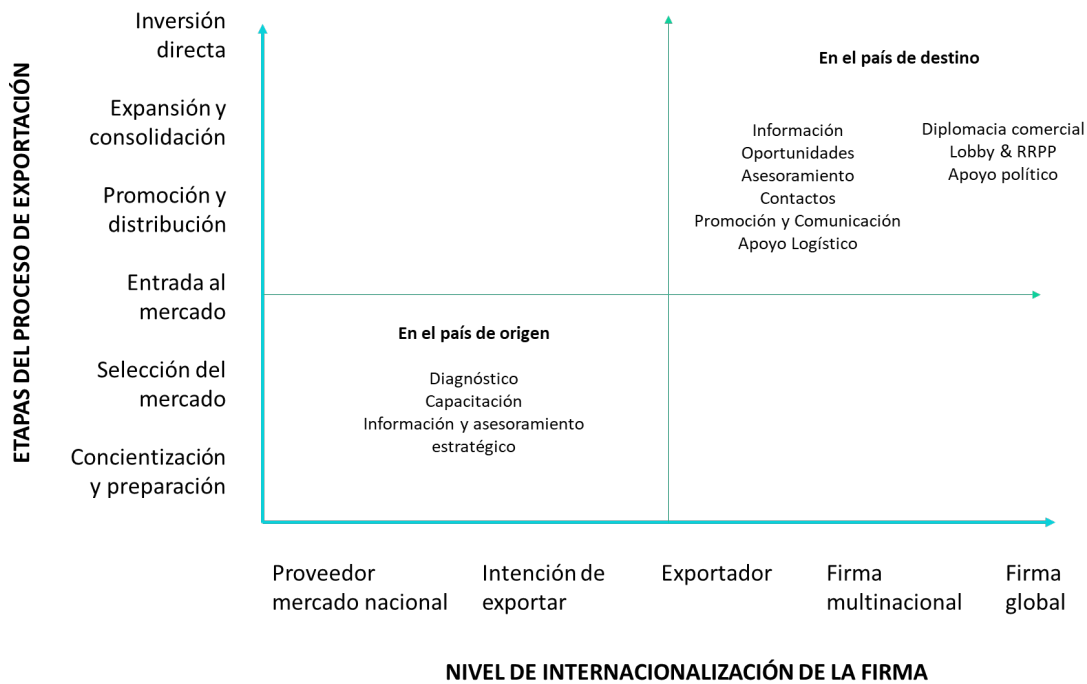 ETAPAS DEL PROCESO DE EXPORTACIÓN
Inversión
directa
Expansión y
consolidación
Promoción y
distribución
Entrada al
mercado
Selección del
mercado
Concientización
y preparación
En el país de destino
Información
Oportunidades
Asesoramiento
Contactos
Promoción y Comunicación
Apoyo Logístico
Diplomacia comercial
Lobby & RRPP
Apoyo político
En el país de origen
Diagnóstico
Capacitación
Información y asesoramiento
estratégico
Proveedor
mercado nacional
Intención de
exportar
Exportador
Firma
multinacional
Firma
global
NIVEL DE INTERNACIONALIZACIÓN DE LA FIRMA